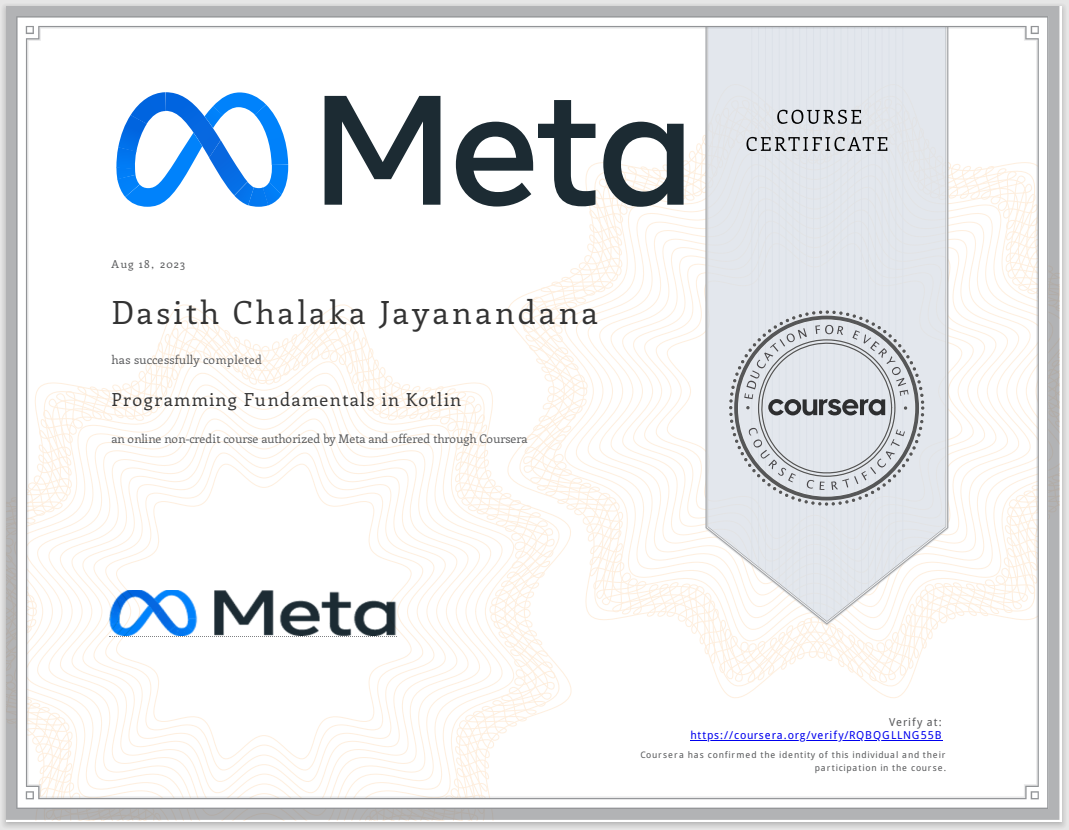 Meta
COURSE
CERTIFICATE
Aug 18, 2023
Dasith Chalaka Jayanandana
has successfully completed
Programming Fundamentals in Kotlin
an online non-credit course authorized by Meta and offered through Coursera
EDUCATION FOR EVERYONE
coursera
COURSE CERTIFICATE
Meta
Verify at:
https://coursera.org/verify/RQBQGLLNG55B
Coursera has confirmed the identity of this individual and their
participation in the course.